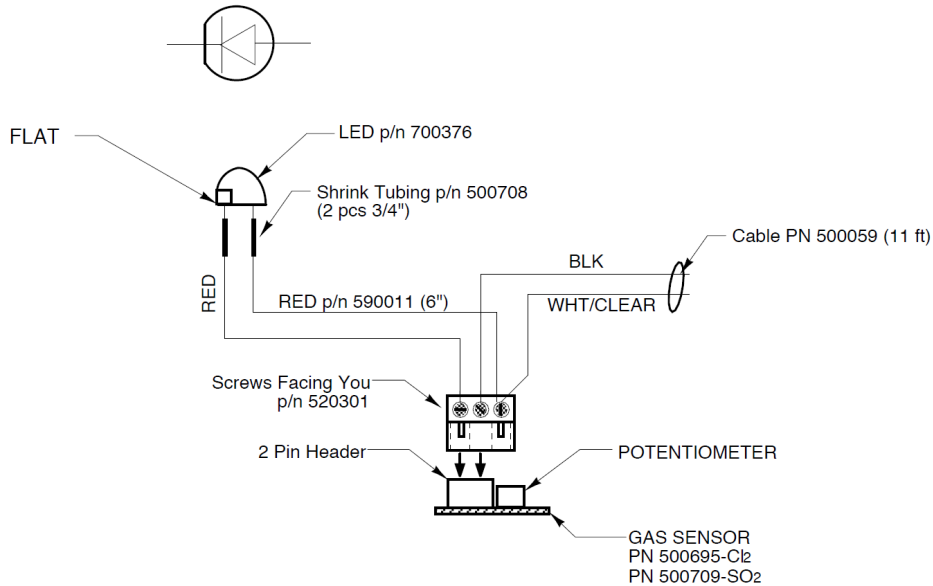 FLAT
LED p/n 700376
Shrink Tubing p/n 500708
(2 pcs 3/4")
Cable PN 500059 (11 ft)
BLK
RED
RED p/n 590011 (6")
WHT/CLEAR
Screws Facing You
p/n 520301
2 Pin Header
POTENTIOMETER
GAS SENSOR
PN 500695-Cl2
PN 500709-SO2